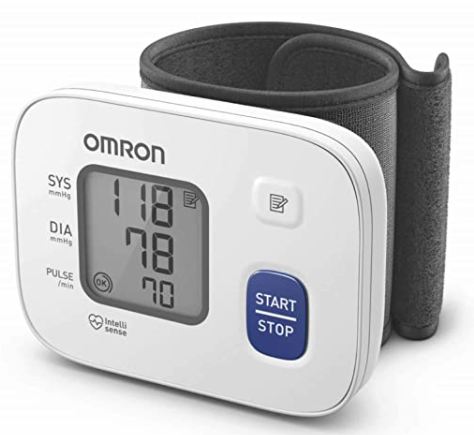 OMRON
SYS
mmHg
118
DIA
mmHg
78
PULSE
/min
OK
70
Intelli
sense
START
STOP